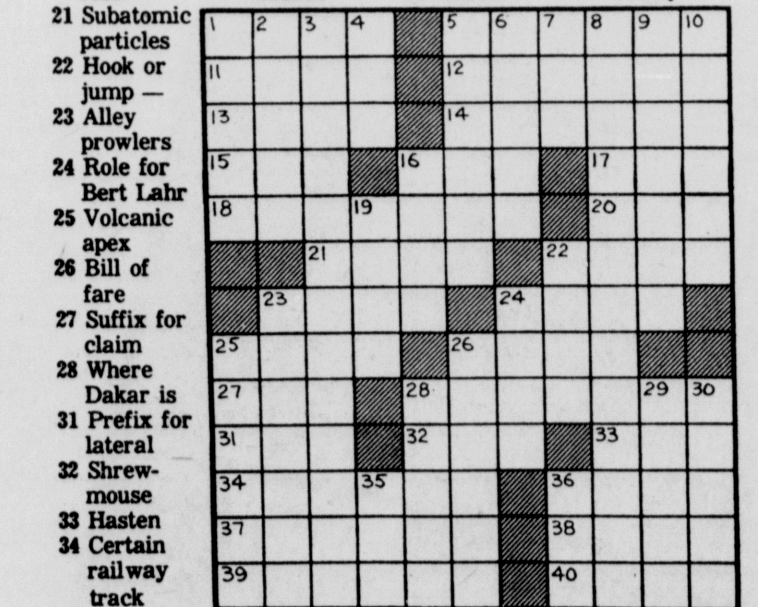 21 Subatomic
particles
22 Hook or
jump —
23 Alley
prowlers
24 Role for
Bert Lahr
25 Volcanic
apex
26 Bill of
fare
27 Suffix for
claim
28 Where
Dakar is
31 Prefix for
lateral
32 Shrew-
mouse
33 Hasten
34 Certain
railway
track
1 2 3 4 5 6 7 8 9 10
11 12
13 14
15 16 17
18 19 20
21 22
23 24
25 26
27 28 29 30
31 32 33
34 35 36
37 38
39 40